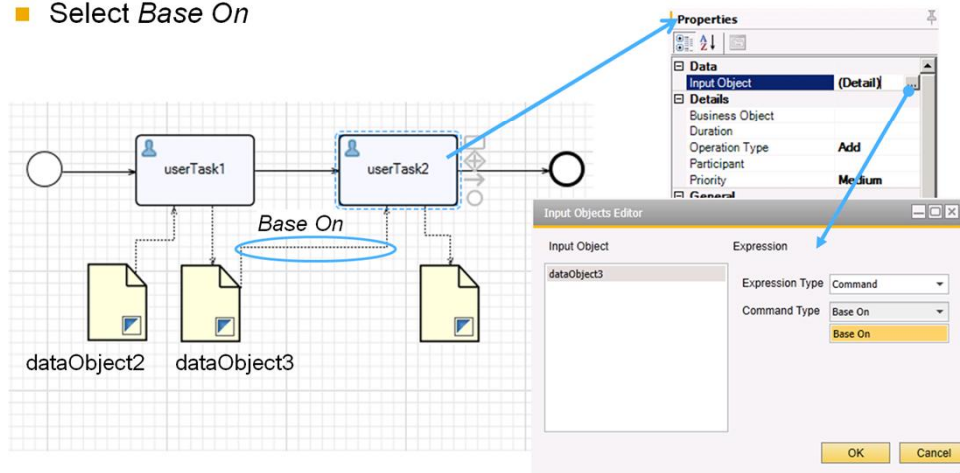 Select Base On
userTask1
userTask2
Base On
dataObject2
dataObject3
Properties
Data
Input Object (Detail) ...
Details
Business Object
Duration
Operation Type Add
Participant
Priority Medium
General
Input Objects Editor
Input Object
Expression
dataObject3
Expression Type Command
Command Type Base On
Base On
OK
Cancel